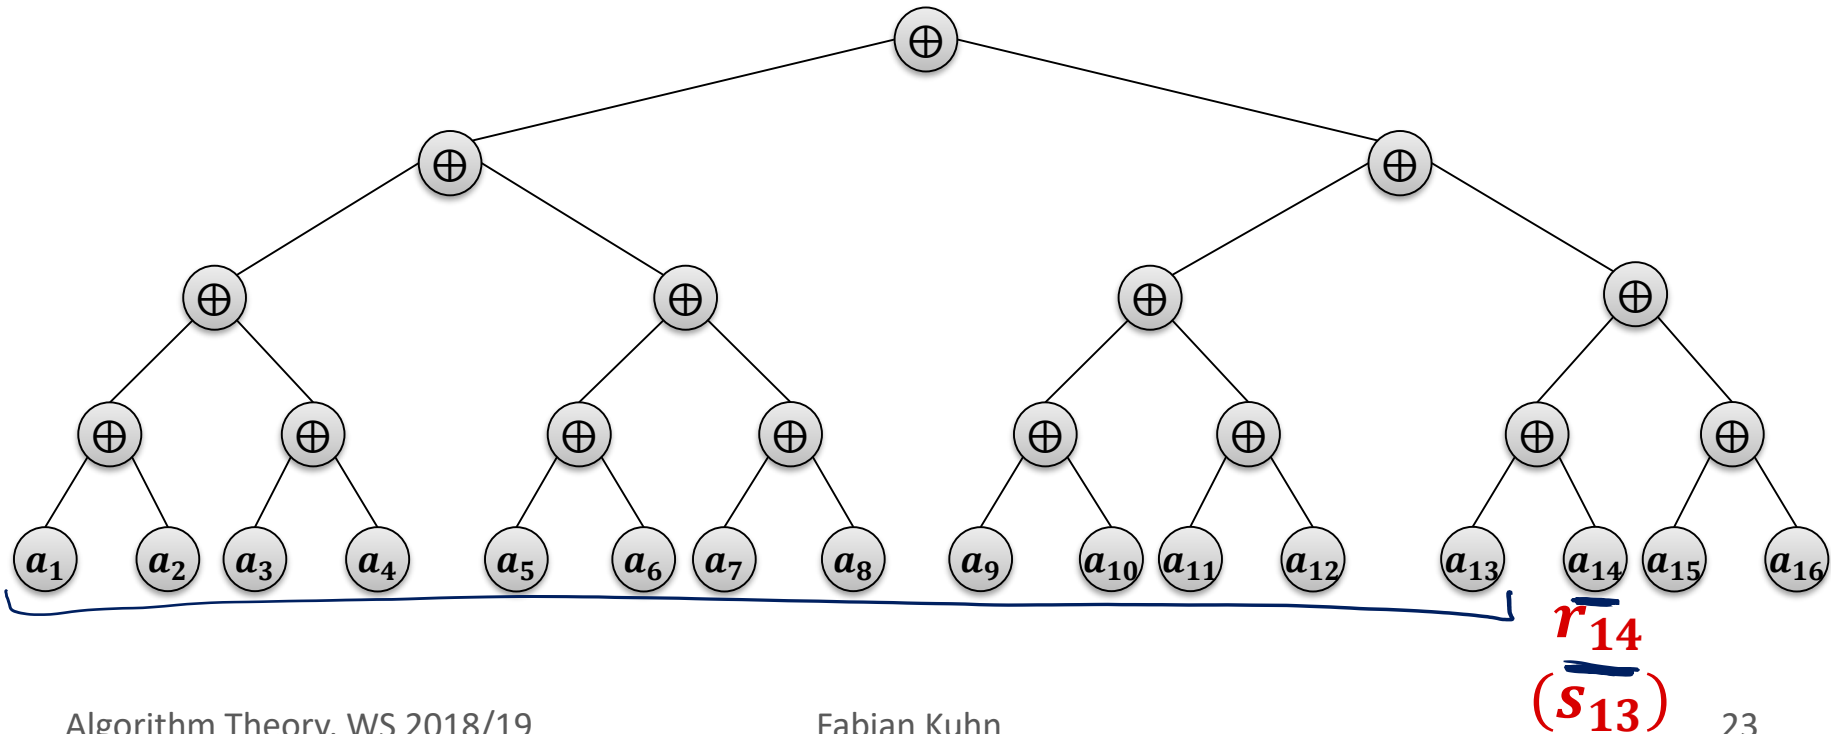 ⊕
⊕ ⊕
⊕ ⊕ ⊕ ⊕
⊕ ⊕ ⊕ ⊕ ⊕ ⊕ ⊕ ⊕
a₁ a₂ a₃ a₄ a₅ a₆ a₇ a₈ a₉ a₁₀ a₁₁ a₁₂ a₁₃ a₁₄ a₁₅ a₁₆
r₁₄
(s₁₃)
Algorithm Theory, WS 2018/19 Fabian Kuhn 23